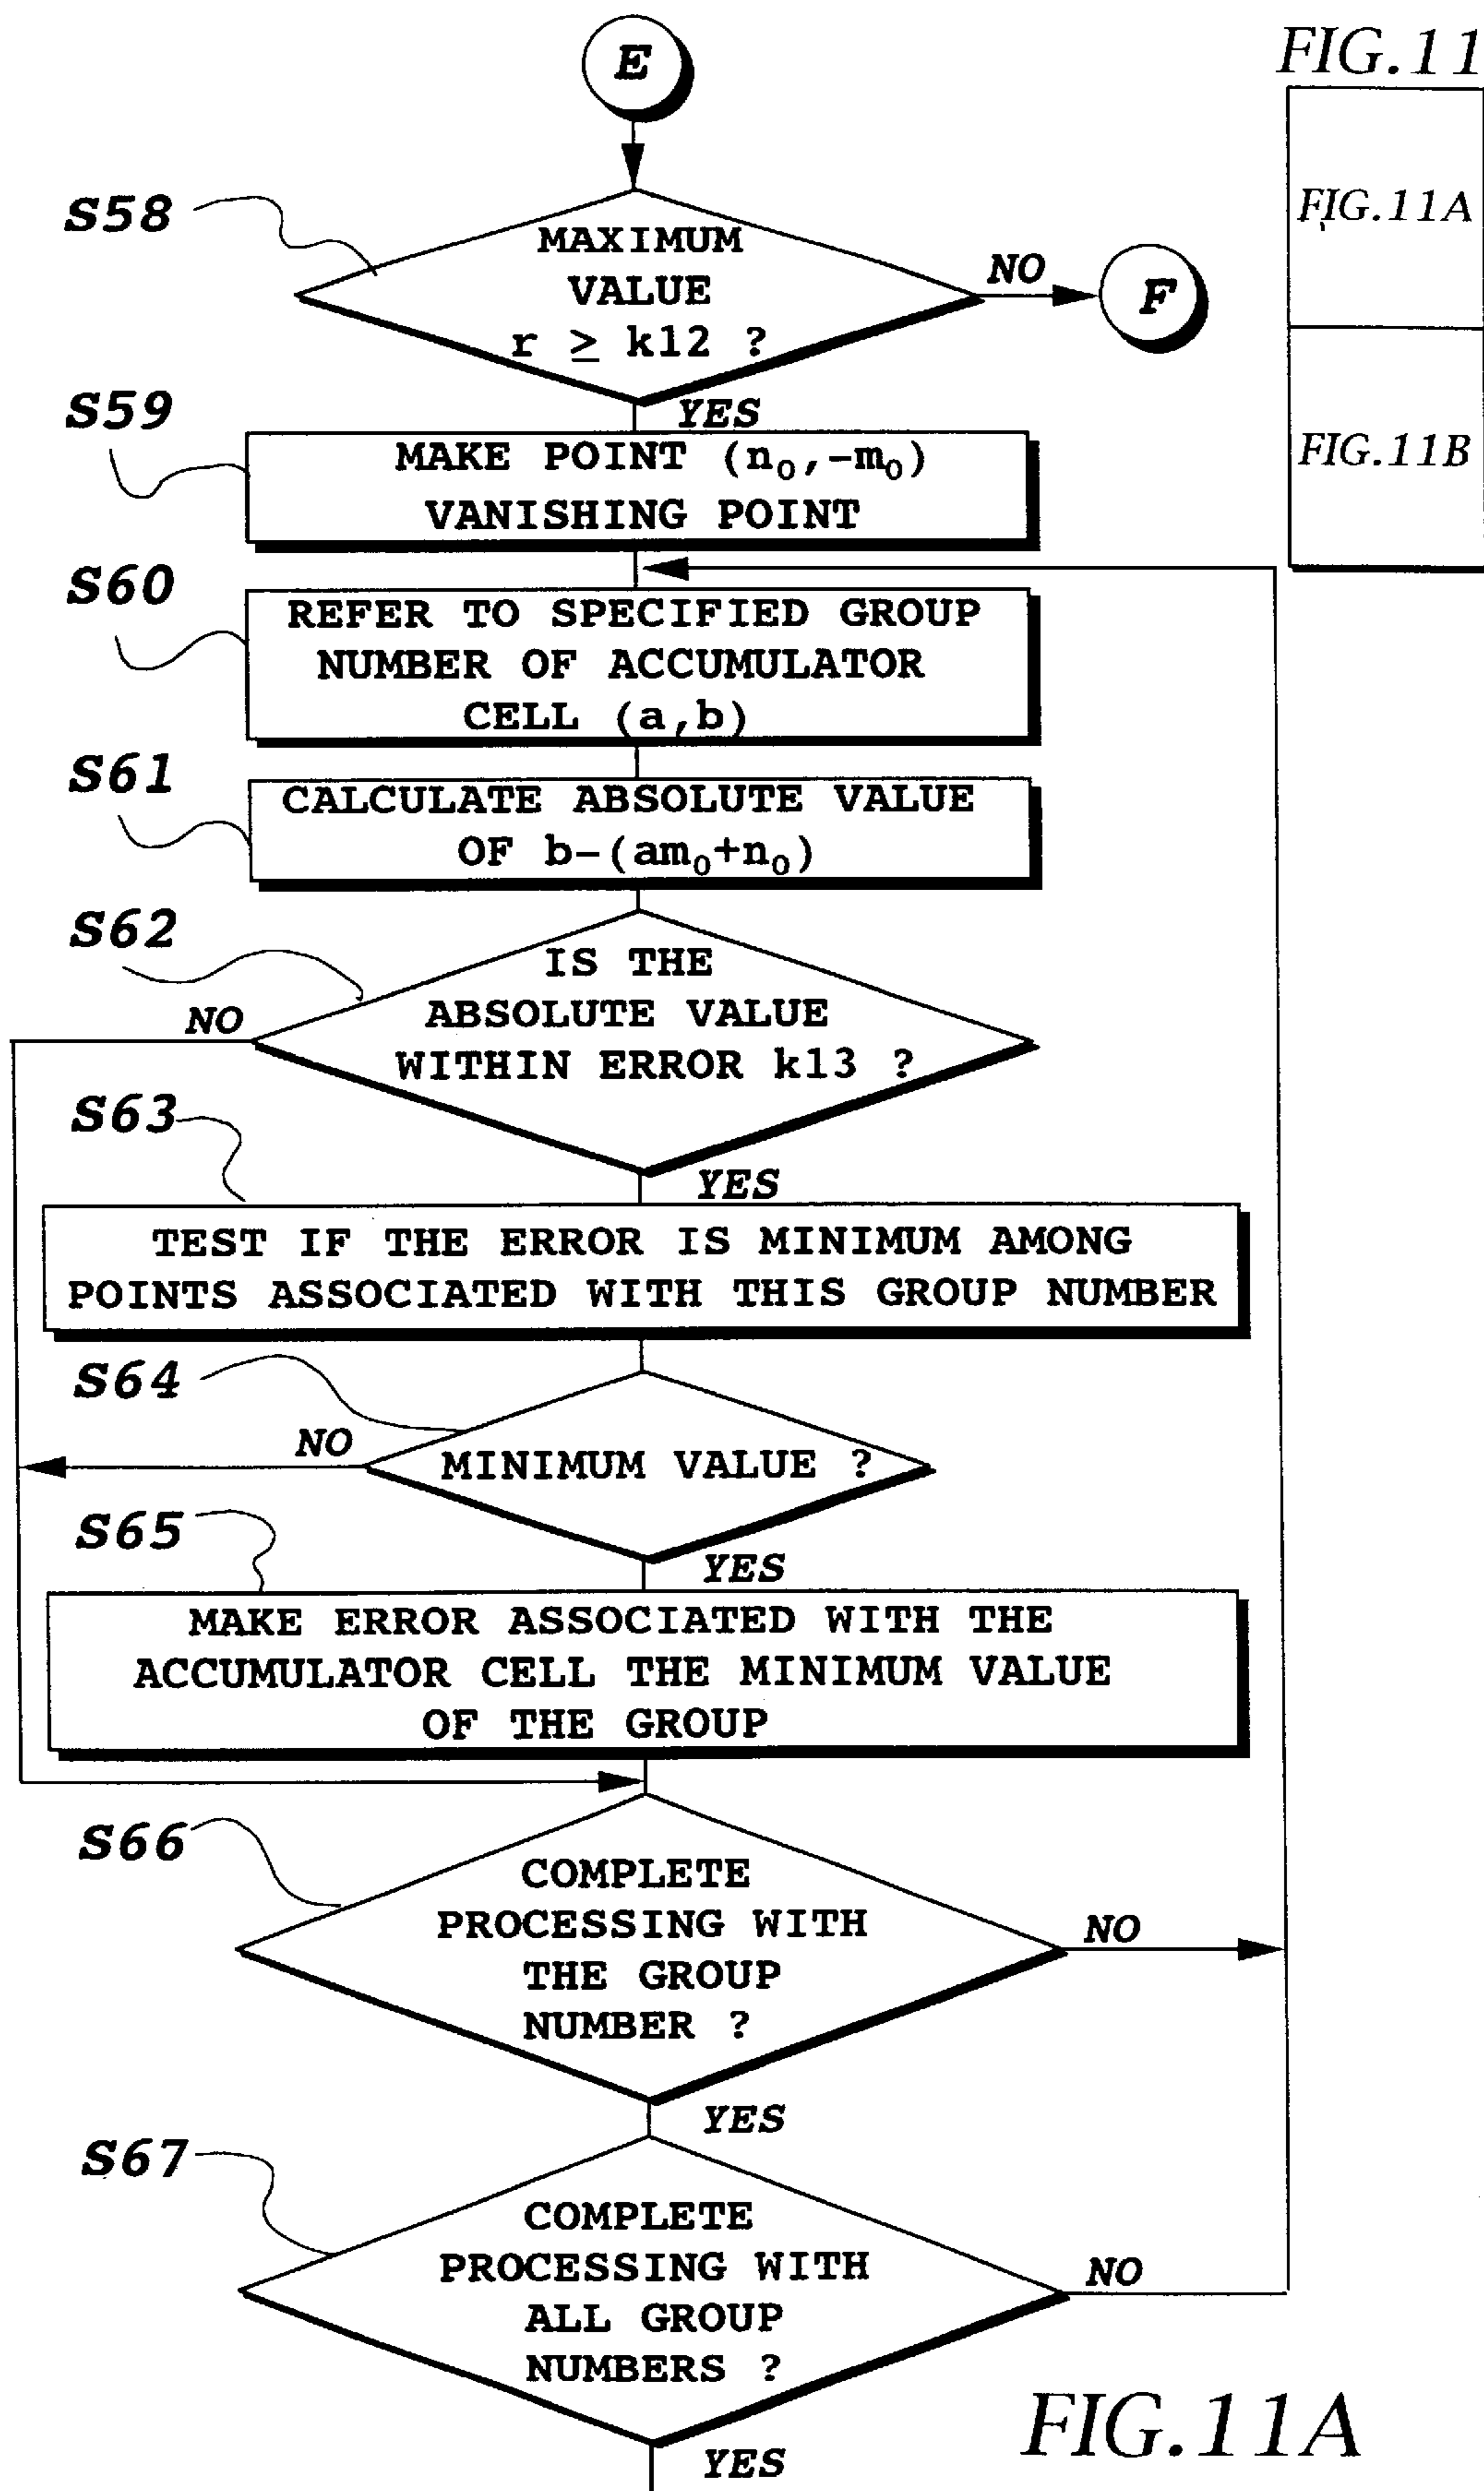 E
FIG.11
FIG.11A
FIG.11B
S58
MAXIMUM
VALUE
r ≥ k12 ?
NO
F
YES
S59
MAKE POINT (n₀,-m₀)
VANISHING POINT
S60
REFER TO SPECIFIED GROUP
NUMBER OF ACCUMULATOR
CELL (a,b)
S61
CALCULATE ABSOLUTE VALUE
OF b-(am₀+n₀)
S62
IS THE
ABSOLUTE VALUE
WITHIN ERROR k13 ?
NO
YES
S63
TEST IF THE ERROR IS MINIMUM AMONG
POINTS ASSOCIATED WITH THIS GROUP NUMBER
S64
NO
MINIMUM VALUE ?
YES
S65
MAKE ERROR ASSOCIATED WITH THE
ACCUMULATOR CELL THE MINIMUM VALUE
OF THE GROUP
S66
COMPLETE
PROCESSING WITH
THE GROUP
NUMBER ?
NO
YES
S67
COMPLETE
PROCESSING WITH
ALL GROUP
NUMBERS ?
NO
YES
FIG.11A